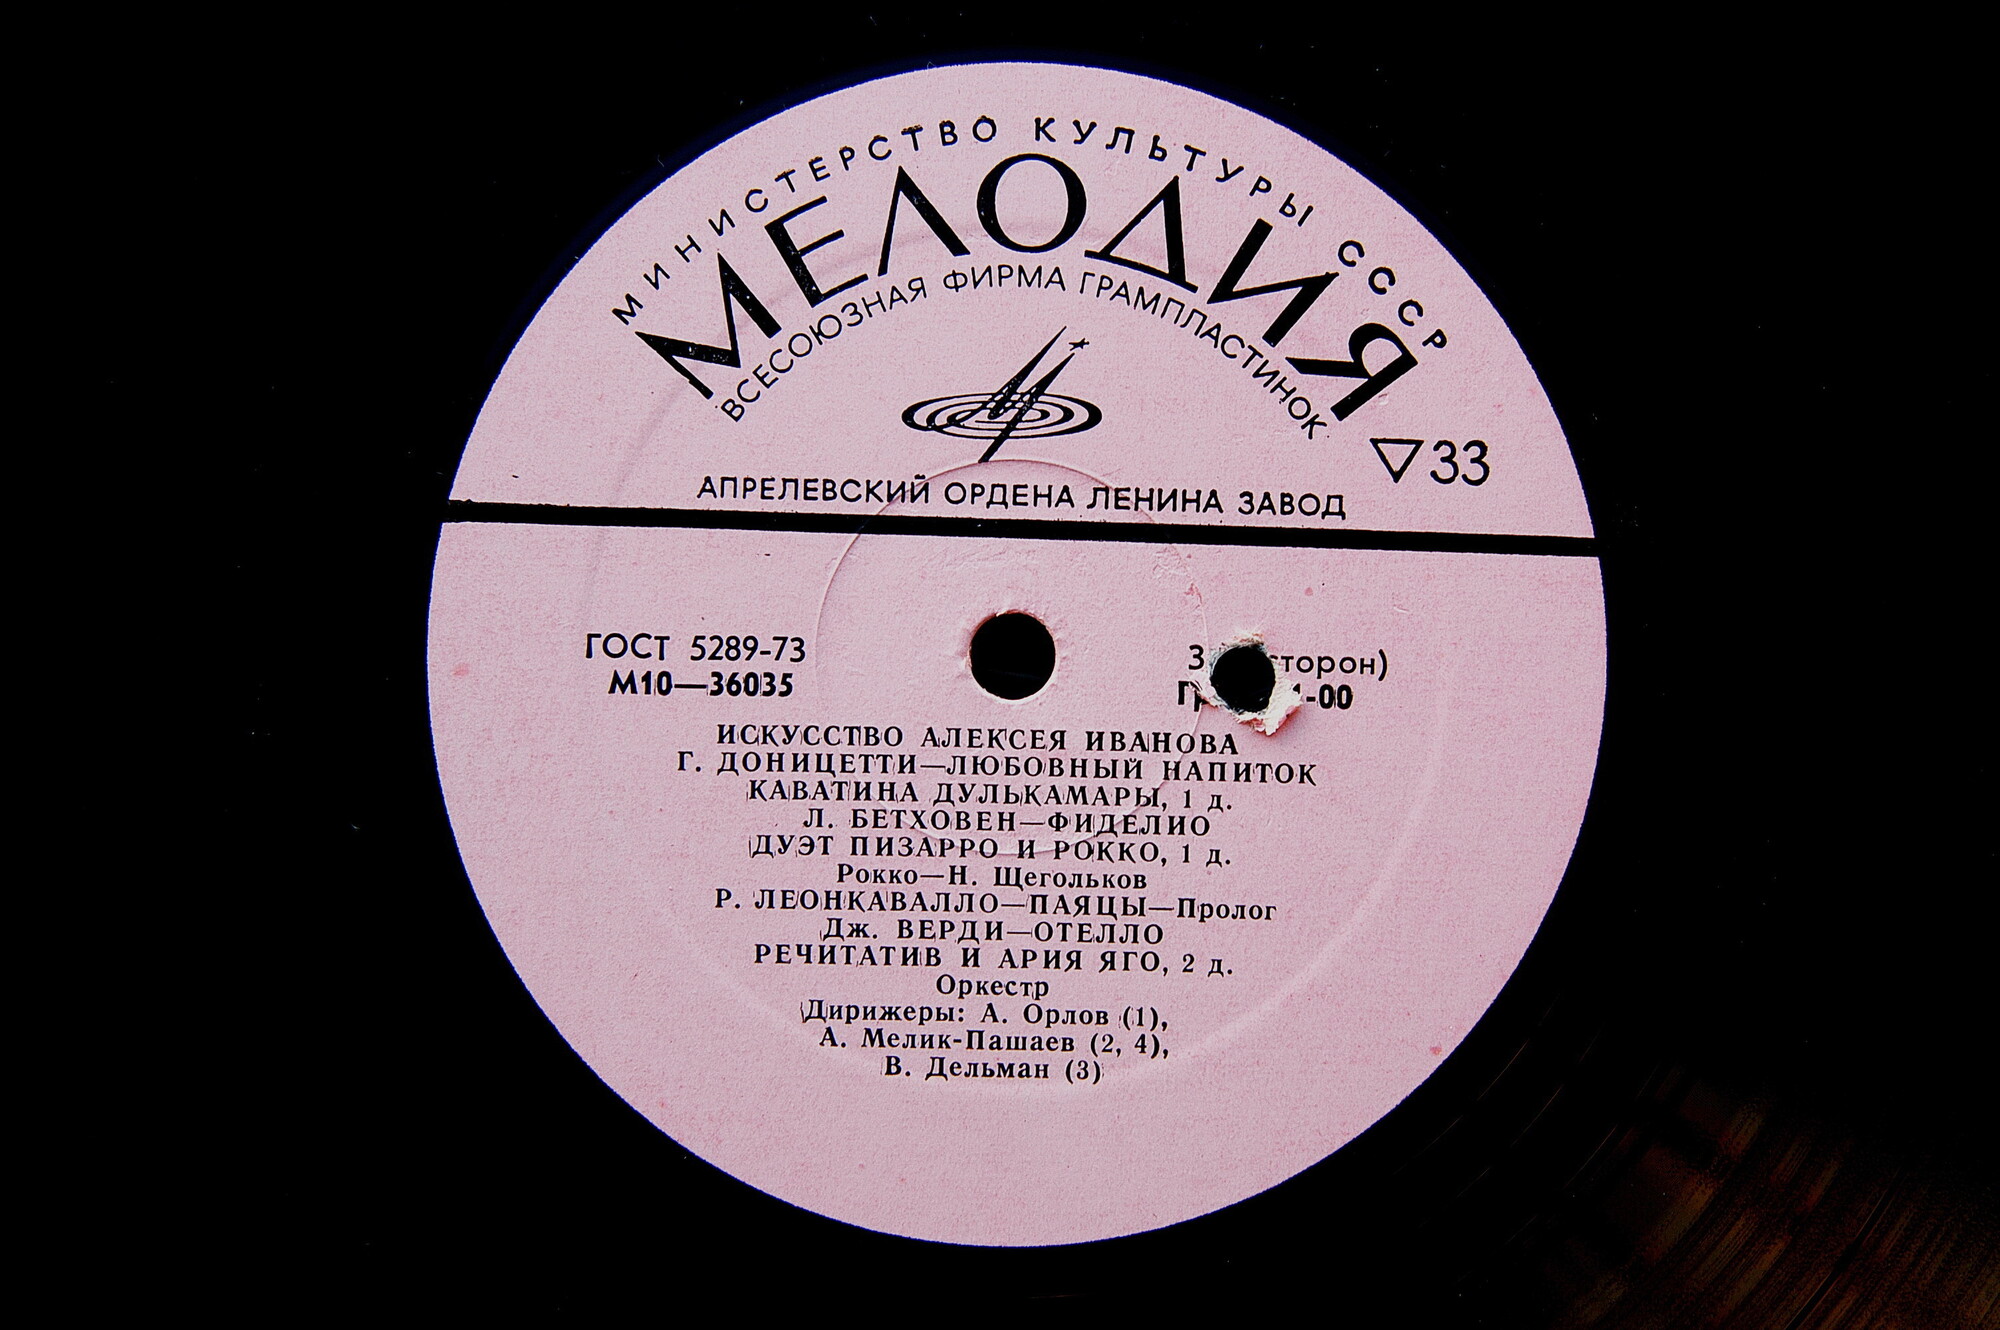 МИНИСТЕРСТВО КУЛЬТУРЫ СССР
МЕЛОДИЯ
ВСЕСОЮЗНАЯ ФИРМА ГРАМПЛАСТИНОК
33
АПРЕЛЕВСКИЙ ОРДЕНА ЛЕНИНА ЗАВОД
ГОСТ 5289-73
М10—36035
ИСКУССТВО АЛЕКСЕЯ ИВАНОВА
Г. ДОНИЦЕТТИ—ЛЮБОВНЫЙ НАПИТОК
КАВАТИНА ДУЛЬКАМАРЫ, 1 д.
Л. БЕТХОВЕН—ФИДЕЛИО
ДУЭТ ПИЗАРРО И РОККО, 1 д.
Рокко—Н. Щегольков
Р. ЛЕОНКАВАЛЛО—ПАЯЦЫ—Пролог
Дж. ВЕРДИ—ОТЕЛЛО
РЕЧИТАТИВ И АРИЯ ЯГО, 2 д.
Оркестр
Дирижеры: А. Орлов (1),
А. Мелик-Пашаев (2, 4),
В. Дельман (3)